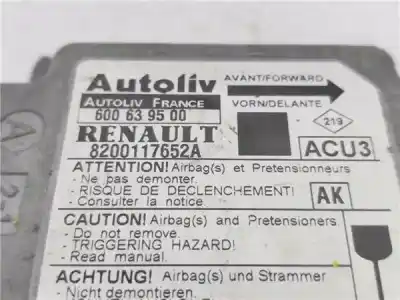 Autoliv
AVANT/FORWARD
AUTOLIV FRANCE
VORN/DELANTE
600 63 95 00
RENAULT
219
8200117652A
ACU3
ATTENTION! Airbag(s) et Pretensionneurs
- Ne pas demonter.
- RISQUE DE DECLENCHEMENT!
- Consulter la notice.
AK
CAUTION! Airbag(s) and Pretensioners
- Do not remove.
- TRIGGERING HAZARD!
- Read manual.
ACHTUNG! Airbag(s) und Strammer
- Nicht demontieren.